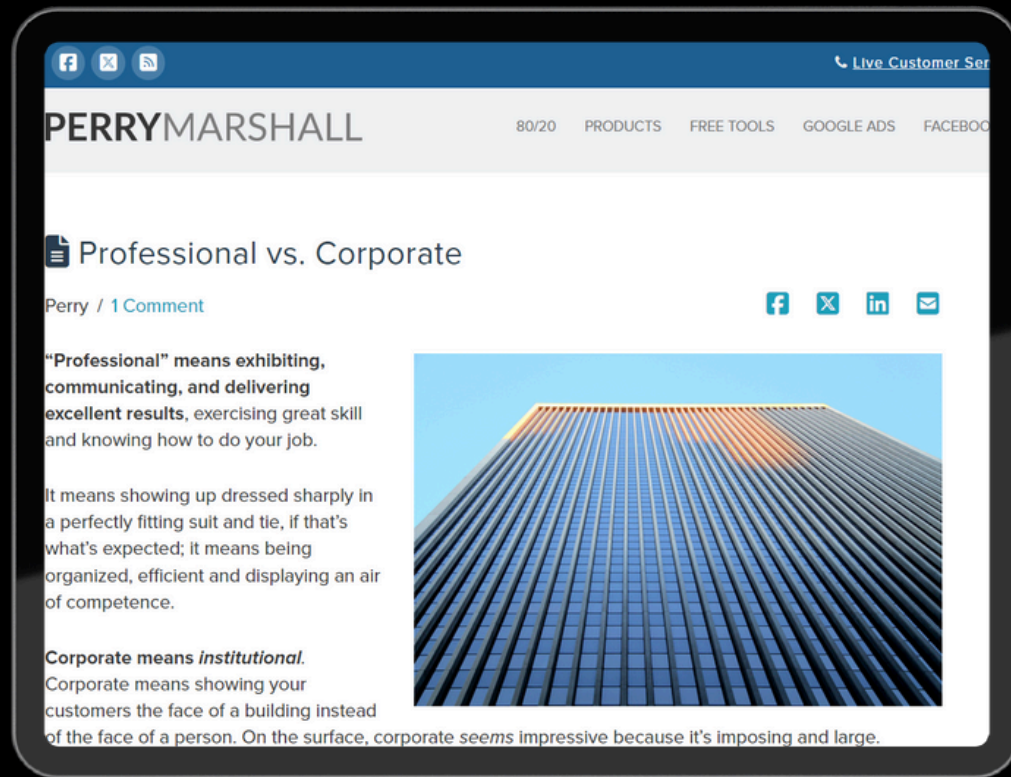 Live Customer Ser
PERRYMARSHALL
80/20 PRODUCTS FREE TOOLS GOOGLE ADS FACEBOO
Professional vs. Corporate
Perry / 1 Comment
“Professional” means exhibiting,
communicating, and delivering
excellent results, exercising great skill
and knowing how to do your job.
It means showing up dressed sharply in
a perfectly fitting suit and tie, if that’s
what’s expected; it means being
organized, efficient and displaying an air
of competence.
Corporate means institutional.
Corporate means showing your
customers the face of a building instead
of the face of a person. On the surface, corporate seems impressive because it’s imposing and large.